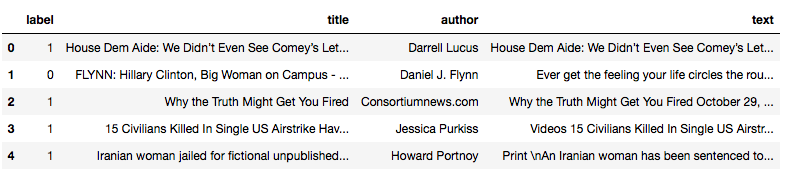 label title author text
0 1 House Dem Aide: We Didn't Even See Comey's Let... Darrell Lucus House Dem Aide: We Didn't Even See Comey's Let...
1 0 FLYNN: Hillary Clinton, Big Woman on Campus - ... Daniel J. Flynn Ever get the feeling your life circles the rou...
2 1 Why the Truth Might Get You Fired Consortiumnews.com Why the Truth Might Get You Fired October 29, ...
3 1 15 Civilians Killed In Single US Airstrike Hav... Jessica Purkiss Videos 15 Civilians Killed In Single US Airstr...
4 1 Iranian woman jailed for fictional unpublished... Howard Portnoy Print \nAn Iranian woman has been sentenced to...